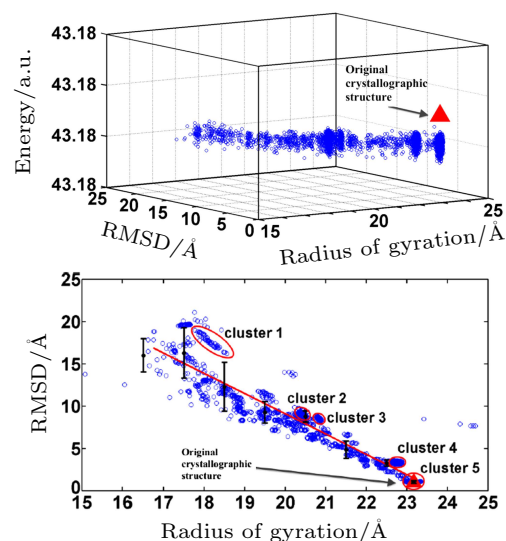 43.18
43.18
43.18
43.18
Energy/a.u.
Original
crystallographic
structure
25
20
15
10
5
0
RMSD/Å
15
20
25
Radius of gyration/Å
25
20
15
10
5
0
RMSD/Å
cluster 1
cluster 2
cluster 3
cluster 4
cluster 5
Original
crystallographic
structure
15 16 17 18 19 20 21 22 23 24 25
Radius of gyration/Å